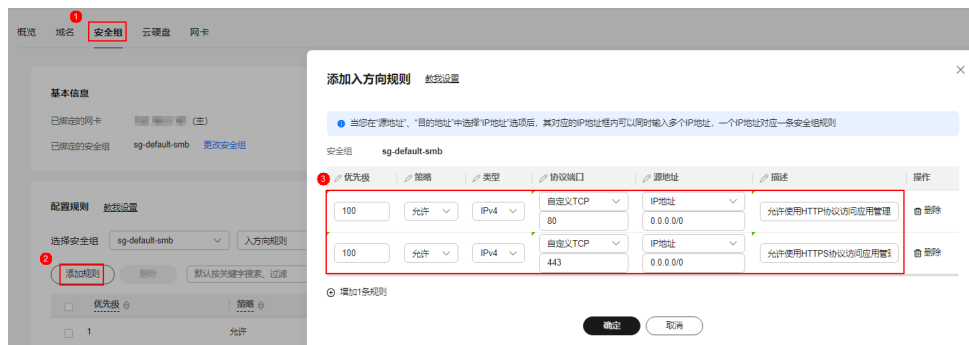 1
概览 域名 安全组 云硬盘 网卡
基本信息
已绑定的网卡 (主)
已绑定的安全组 sg-default-smb 更改安全组
配置规则 教我设置
选择安全组 sg-default-smb 入方向规则
2
添加规则 删除 默认按关键字搜索、过滤
优先级 策略
1 允许
添加入方向规则 教我设置
当您在“源地址”、“目的地址”中选择“IP地址”选项后，其对应的IP地址框内可以同时输入多个IP地址，一个IP地址对应一条安全组规则
安全组 sg-default-smb
3 优先级 策略 类型 协议端口 源地址 描述 操作
自定义TCP IP地址
100 允许 IPv4 允许使用HTTP协议访问应用管理 删除
80 0.0.0.0/0
自定义TCP IP地址
100 允许 IPv4 允许使用HTTPS协议访问应用管理 删除
443 0.0.0.0/0
增加1条规则
确定 取消